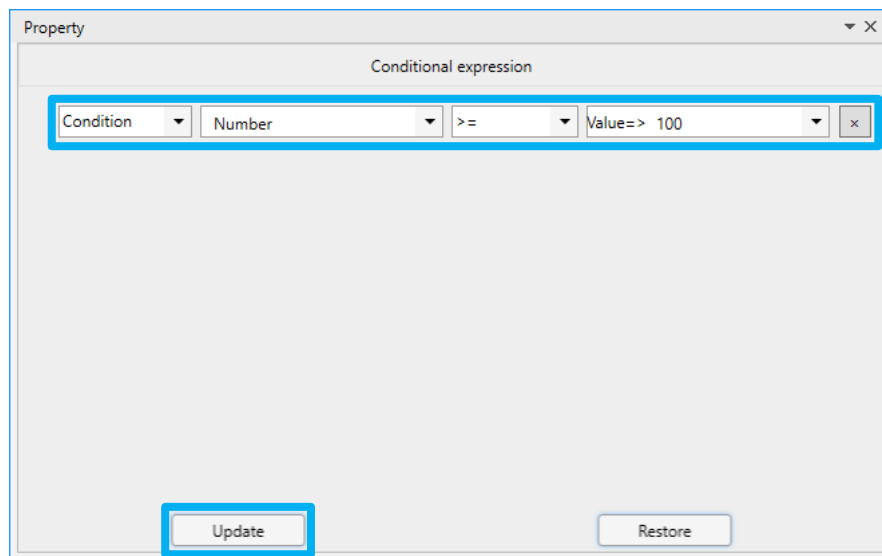 Property
Conditional expression
Condition Number >= Value=> 100 ×
Update Restore